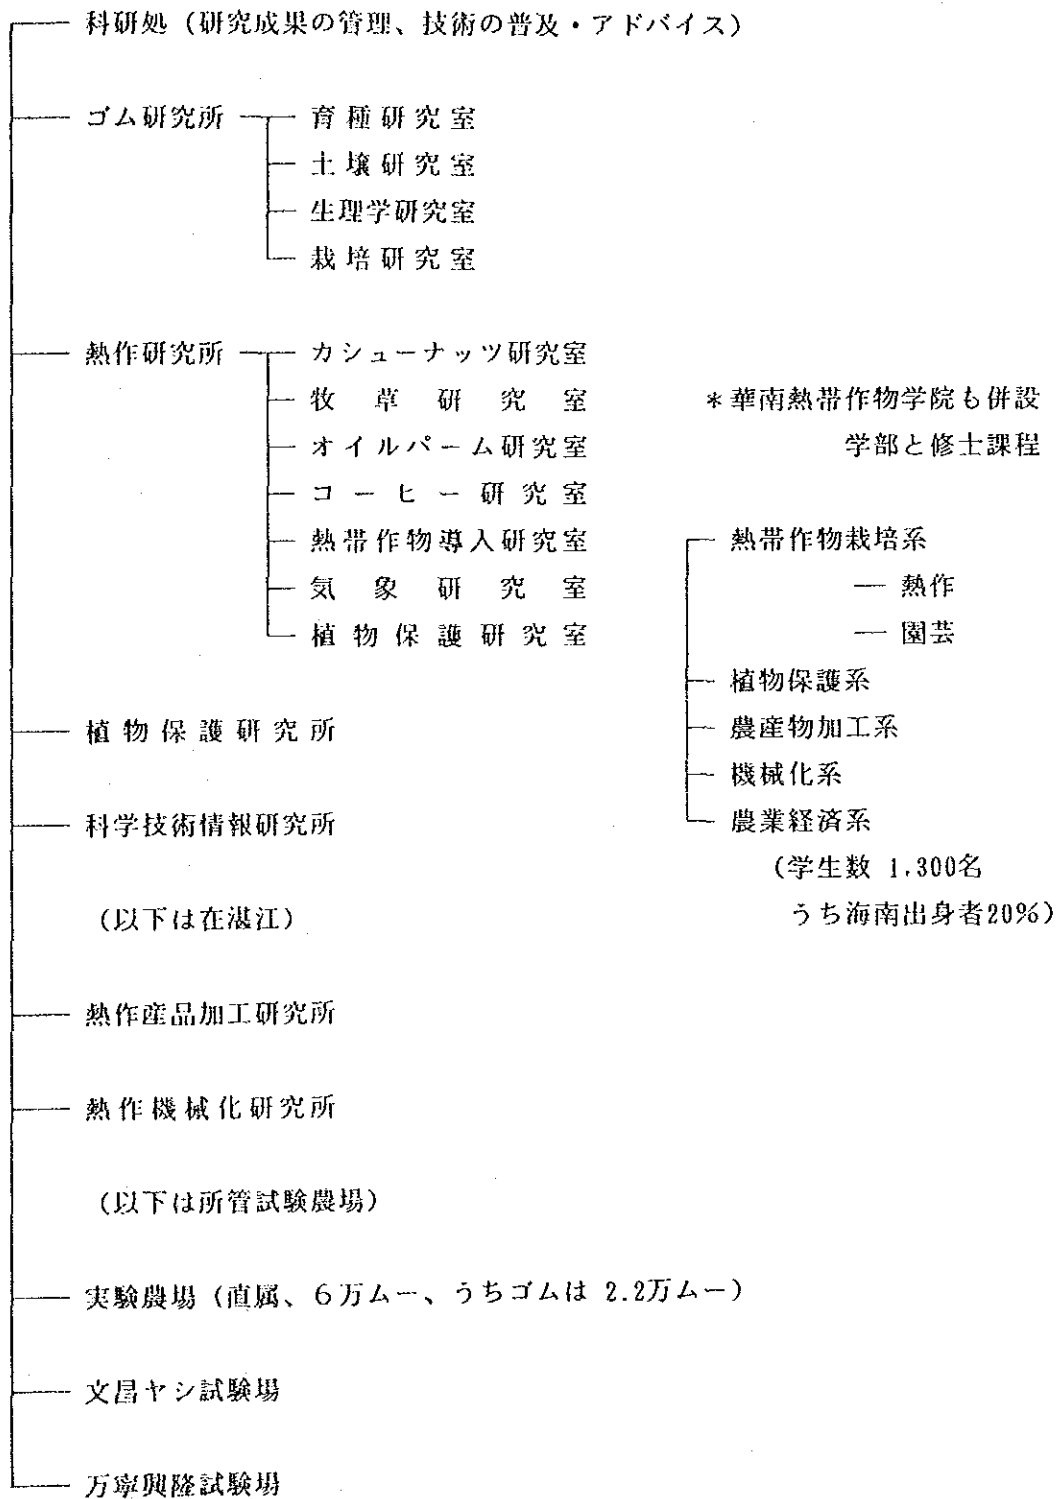 科研処（研究成果の管理、技術の普及・アドバイス）
ゴム研究所
育種研究室
土壌研究室
生理学研究室
栽培研究室
熱作研究所
カシューナッツ研究室
牧草研究室
オイルパーム研究室
コーヒー研究室
熱帯作物導入研究室
気象研究室
植物保護研究室
植物保護研究所
科学技術情報研究所
（以下は在湛江）
熱作産品加工研究所
熱作機械化研究所
（以下は所管試験農場）
実験農場（直属、6万ムー、うちゴムは 2.2万ムー）
文昌ヤシ試験場
万寧興隆試験場
＊華南熱帯作物学院も併設
学部と修士課程
熱帯作物栽培系
― 熱作
― 園芸
植物保護系
農産物加工系
機械化系
農業経済系
（学生数 1,300名
うち海南出身者20%）